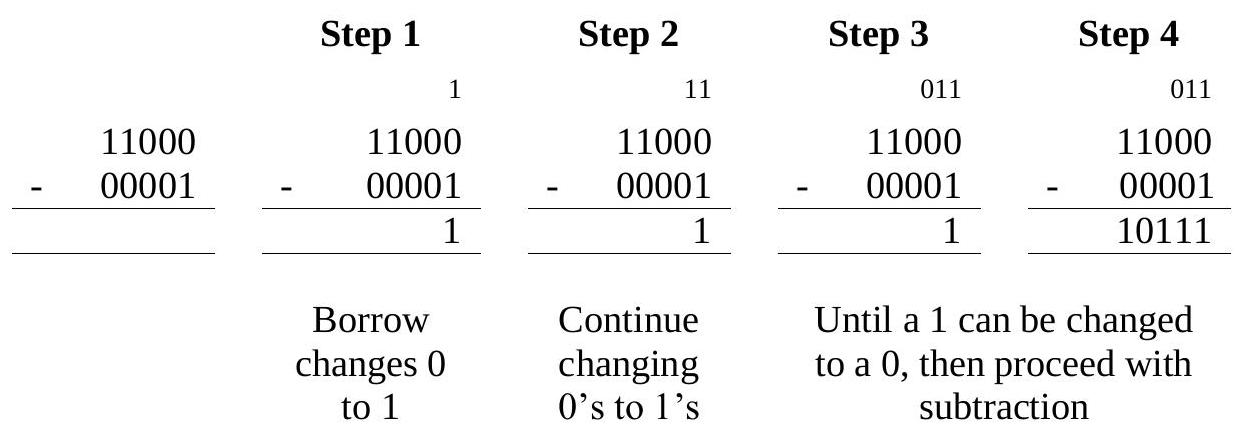 Step 1 Step 2 Step 3 Step 4
1 11 011 011
11000 11000 11000 11000 11000
- 00001 - 00001 - 00001 - 00001 - 00001
1 1 1 10111
Borrow
changes 0
to 1
Continue
changing
0’s to 1’s
Until a 1 can be changed
to a 0, then proceed with
subtraction